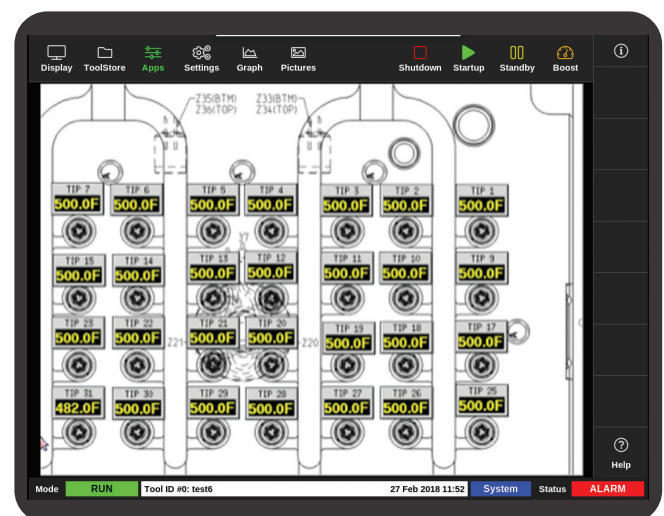 Display ToolStore Apps Settings Graph Pictures Shutdown Startup Standby Boost
Z35(BTM) Z33(BTM)
Z36(TOP) Z34(TOP)
TIP 7 TIP 6 TIP 5 TIP 4 TIP 3 TIP 2 TIP 1
500.0F 500.0F 500.0F 500.0F 500.0F 500.0F 500.0F
37
TIP 15 TIP 14 TIP 13 TIP 12 TIP 11 TIP 10 TIP 9
500.0F 500.0F 500.0F 500.0F 500.0F 500.0F 500.0F
TIP 23 TIP 22 TIP 21 TIP 20 TIP 19 TIP 18 TIP 17
500.0F 500.0F 500.0F 500.0F 500.0F 500.0F 500.0F
Z21 Z20
TIP 31 TIP 30 TIP 29 TIP 28 TIP 27 TIP 26 TIP 25
482.0F 500.0F 500.0F 500.0F 500.0F 500.0F 500.0F
Help
Mode RUN Tool ID #0: test6 27 Feb 2018 11:52 System Status ALARM